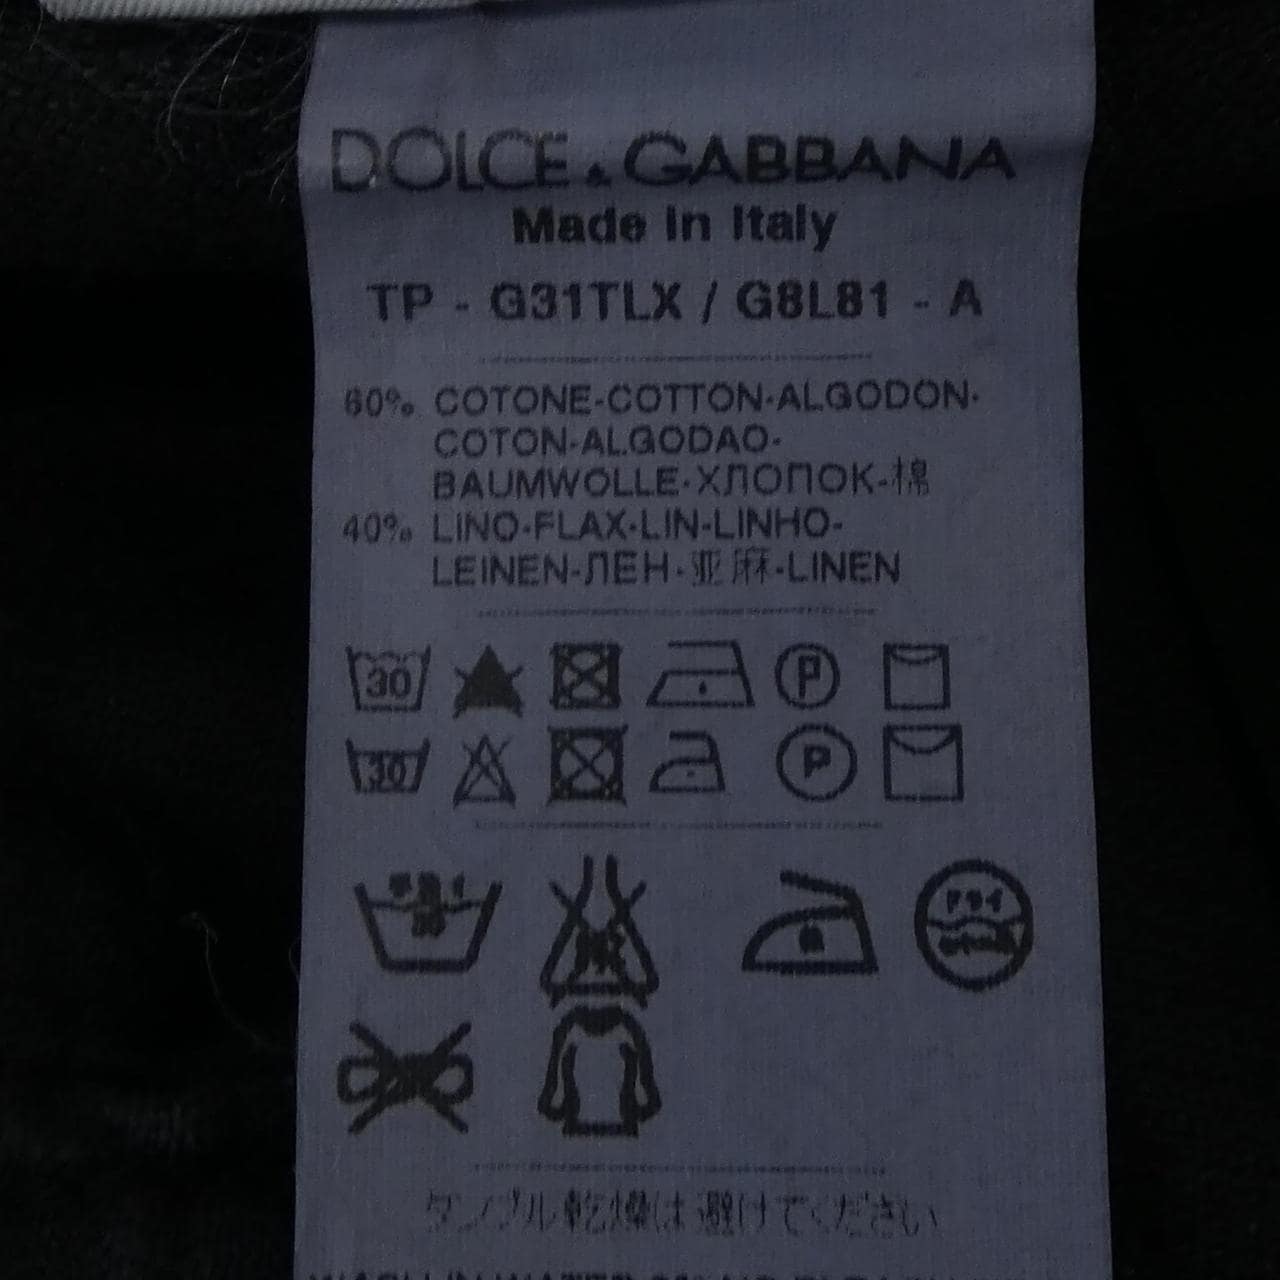 DOLCE & GABBANA
Made in Italy
TP - G31TLX / G8L81 - A
60% COTONE-COTTON-ALGODON-
COTON-ALGODAO-
BAUMWOLLE-ХЛОПОК-棉
40% LINO-FLAX-LIN-LINHO-
LEINEN-ЛЕН-亚麻-LINEN
30 P
30 P
タンブル乾燥は避けてください